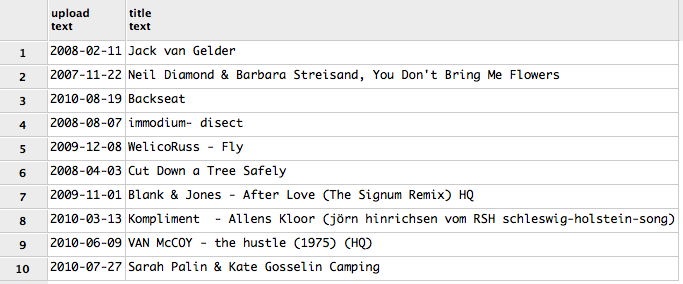 upload title
text text
1 2008-02-11 Jack van Gelder
2 2007-11-22 Neil Diamond & Barbara Streisand, You Don't Bring Me Flowers
3 2010-08-19 Backseat
4 2008-08-07 immodium- disect
5 2009-12-08 WelicoRuss - Fly
6 2008-04-03 Cut Down a Tree Safely
7 2009-11-01 Blank & Jones - After Love (The Signum Remix) HQ
8 2010-03-13 Kompliment  - Allens Kloor (jörn hinrichsen vom RSH schleswig-holstein-song)
9 2010-06-09 VAN McCOY - the hustle (1975) (HQ)
10 2010-07-27 Sarah Palin & Kate Gosselin Camping